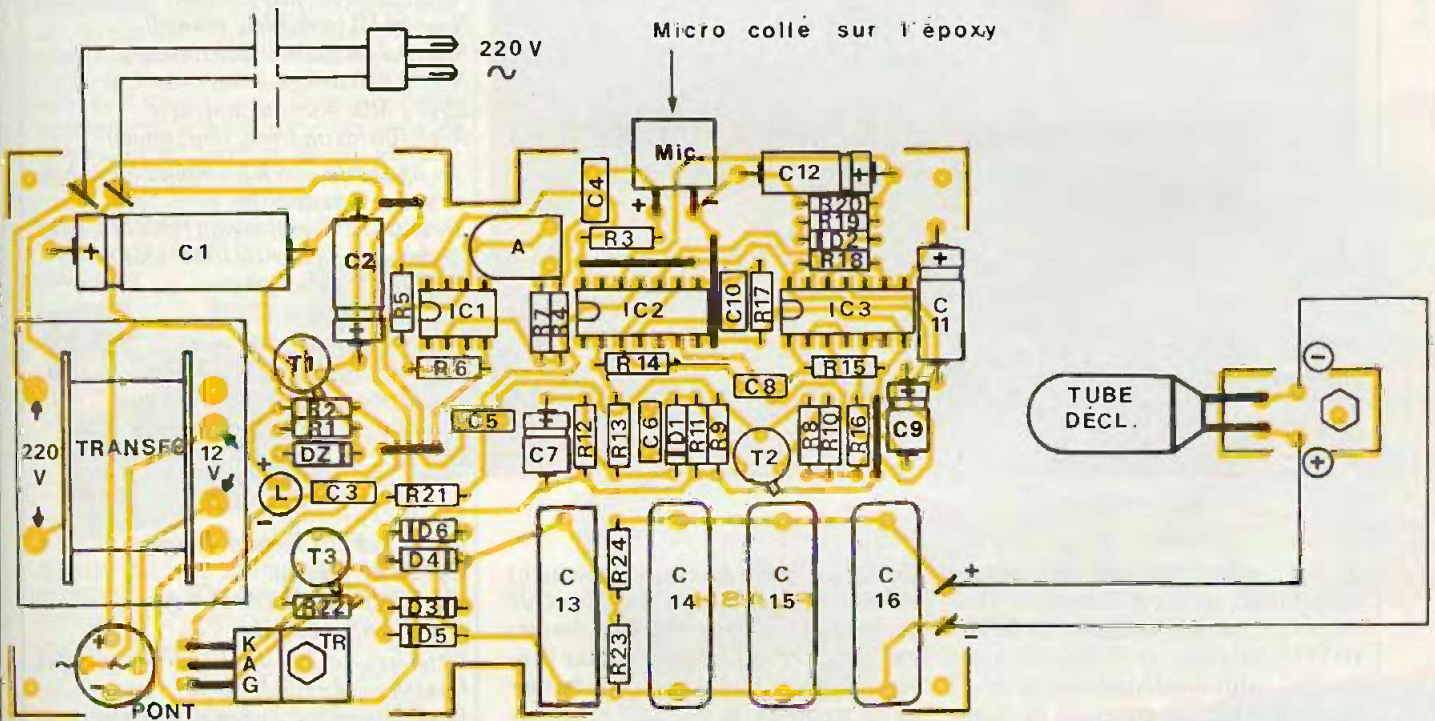 Micro collé sur l'époxy
220 V
∼
Mic.
+
-
C4
C12
+
R20
R19
D2
R18
R3
A
+
C1
C2
+
R5
IC1
R7
R4
IC2
C10
R17
IC3
+
C
11
T1
R6
R14
C8
R15
R2
R1
DZ
220
V
TRANSFO
12
V
+
L
-
C3
C5
+
C7
R12
R13
C6
D1
R11
R9
T2
R8
R10
R16
+
C9
TUBE
DÉCL.
-
+
R21
D6
D4
T3
R22
D3
D5
C
13
R24
R23
C
14
C
15
C
16
+
-
K
A
G
TR
+
∼
∼
-
PONT